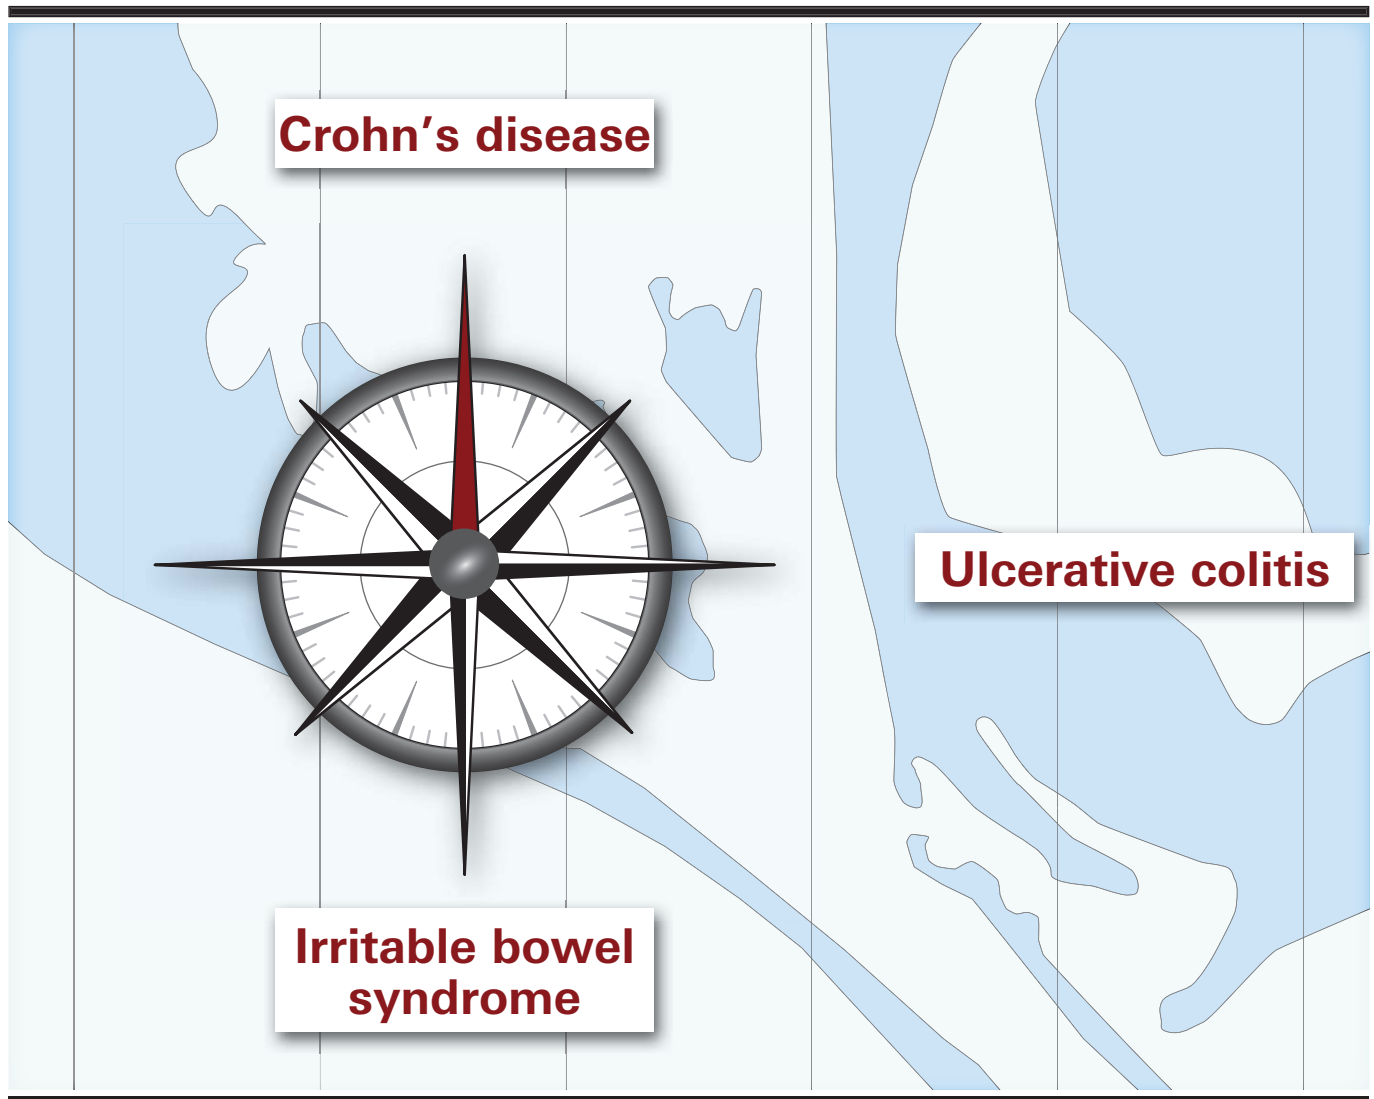 Crohn’s disease
Ulcerative colitis
Irritable bowel
syndrome